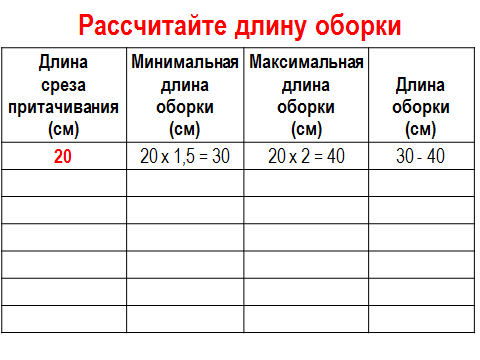 Рассчитайте длину оборки
Длина
среза
притачивания
(см)
Минимальная
длина
оборки
(см)
Максимальная
длина
оборки
(см)
Длина
оборки
(см)
20
20 х 1,5 = 30
20 х 2 = 40
30 - 40